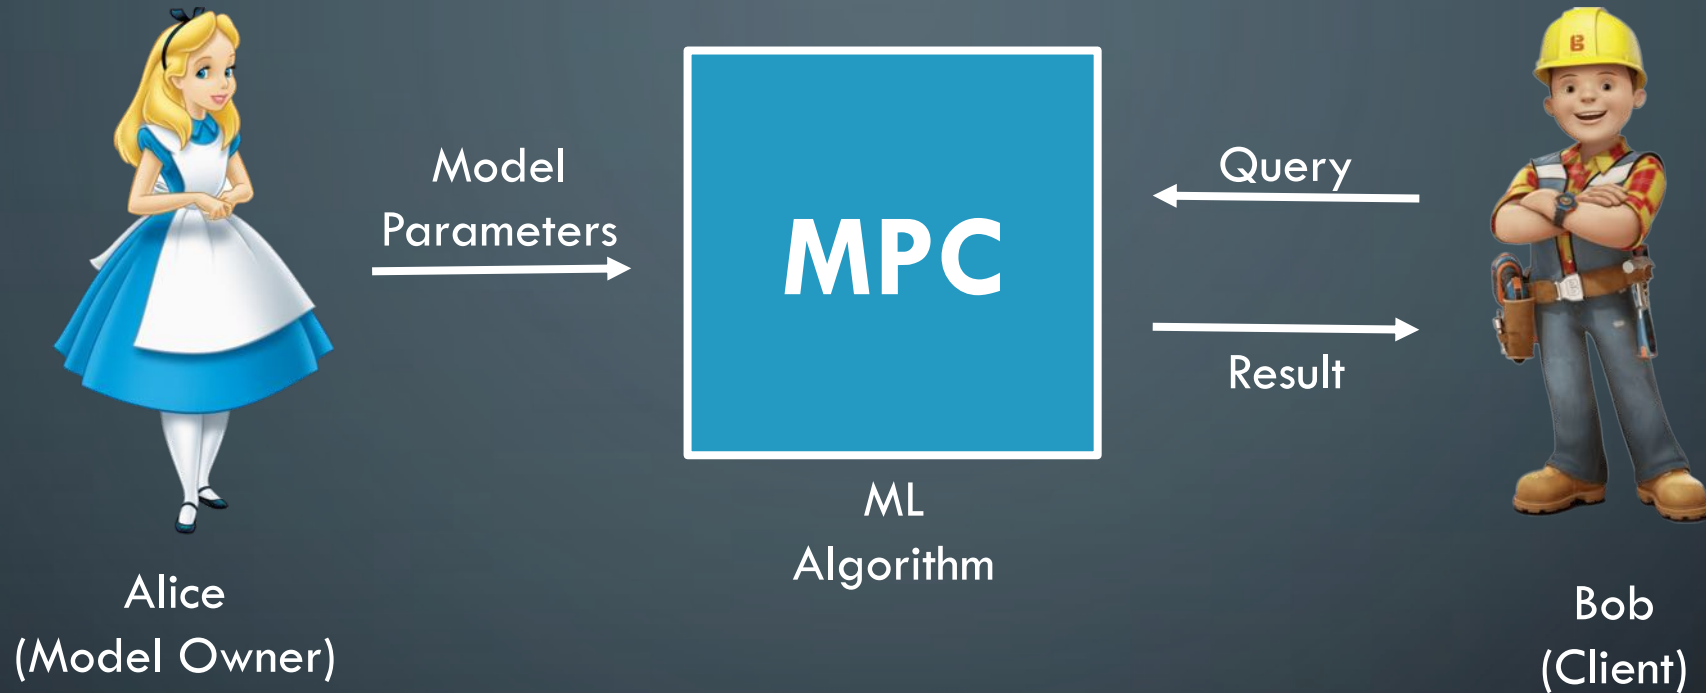 Model
Parameters
MPC
ML
Algorithm
Query
Result
Alice
(Model Owner)
Bob
(Client)
B